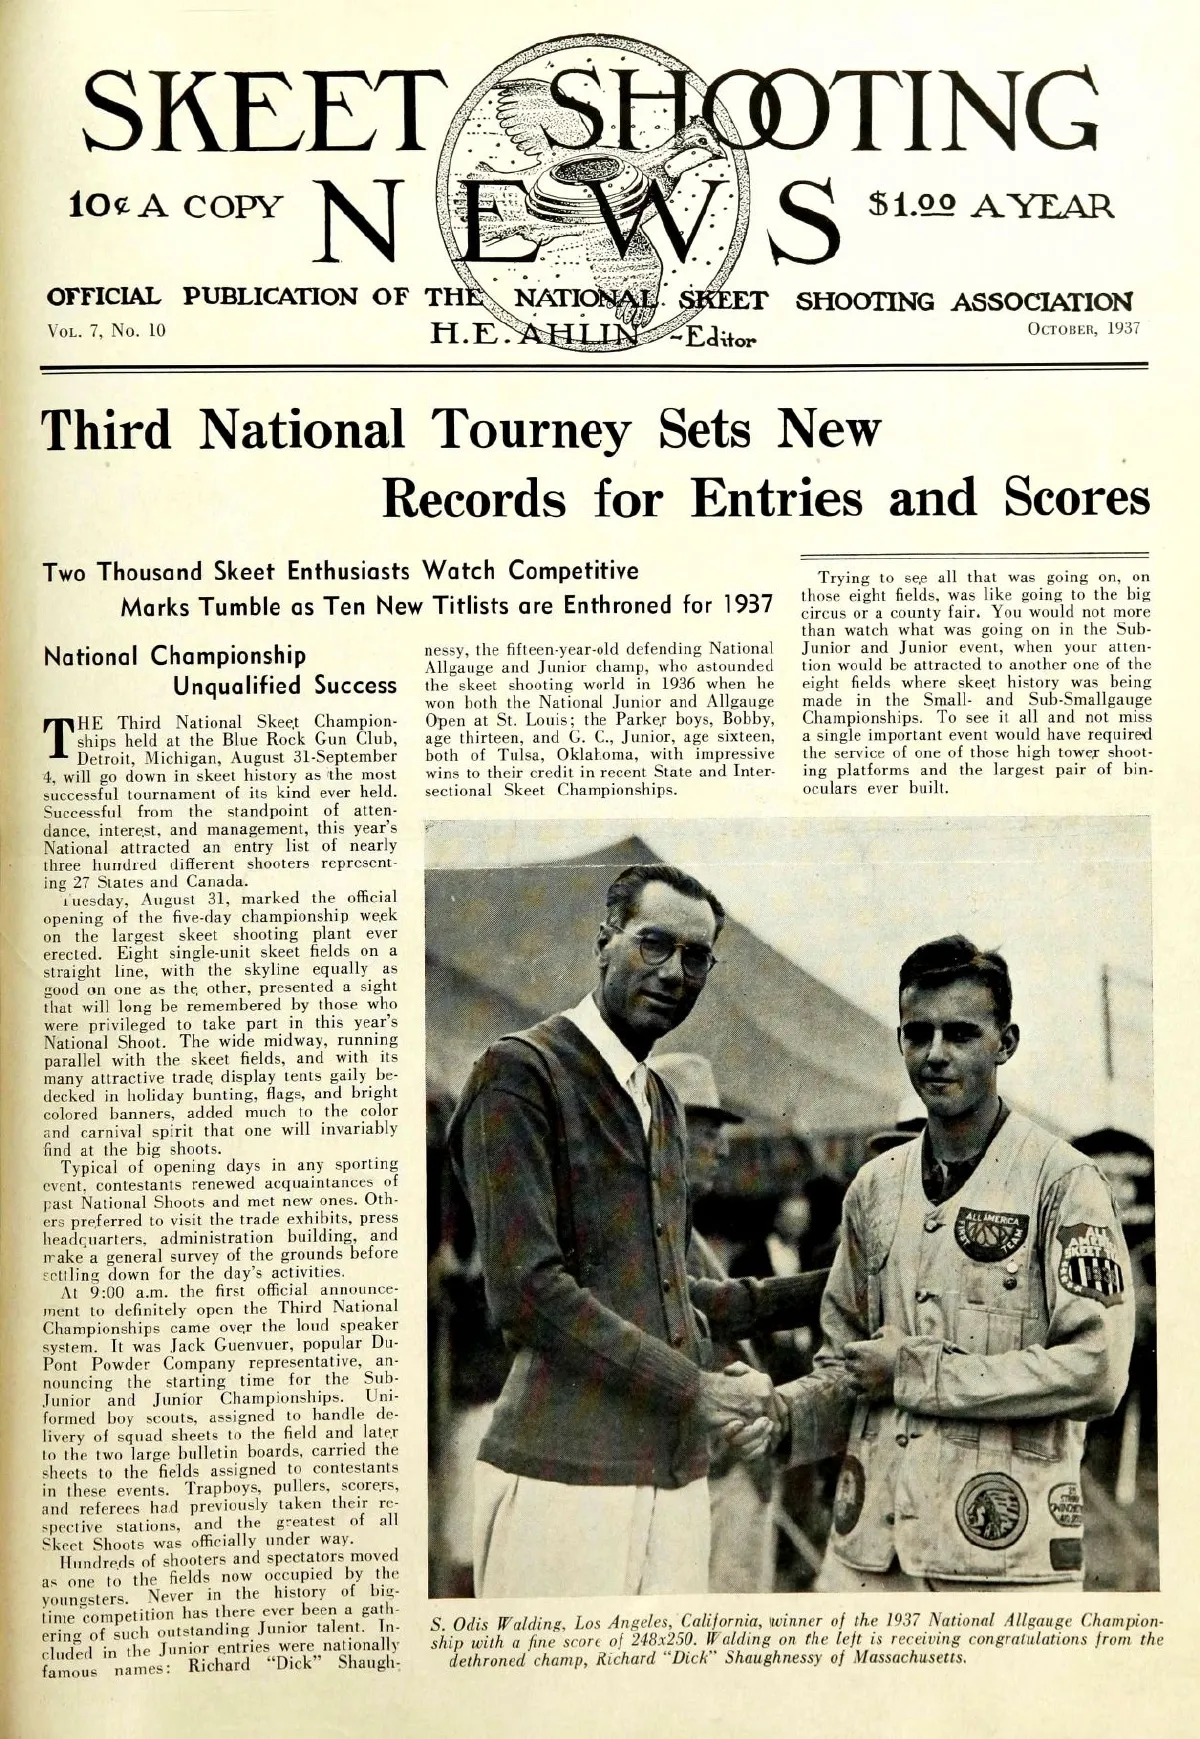 SKEET SHOOTING
10¢ A COPY NEWS $1.00 A YEAR
OFFICIAL PUBLICATION OF THE NATIONAL SKEET SHOOTING ASSOCIATION
VOL. 7, No. 10 H.E. AHLIN ~Editor OCTOBER, 1937
Third National Tourney Sets New
Records for Entries and Scores
Two Thousand Skeet Enthusiasts Watch Competitive
Marks Tumble as Ten New Titlists are Enthroned for 1937
National Championship
Unqualified Success
THE Third National Skeet Champion-
ships held at the Blue Rock Gun Club,
Detroit, Michigan, August 31-September
4, will go down in skeet history as the most
successful tournament of its kind ever held.
Successful from the standpoint of atten-
dance, interest, and management, this year's
National attracted an entry list of nearly
three hundred different shooters represent-
ing 27 States and Canada.
Tuesday, August 31, marked the official
opening of the five-day championship week
on the largest skeet shooting plant ever
erected. Eight single-unit skeet fields on a
straight line, with the skyline equally as
good on one as the other, presented a sight
that will long be remembered by those who
were privileged to take part in this year's
National Shoot. The wide midway, running
parallel with the skeet fields, and with its
many attractive trade display tents gaily be-
decked in holiday bunting, flags, and bright
colored banners, added much to the color
and carnival spirit that one will invariably
find at the big shoots.
Typical of opening days in any sporting
event, contestants renewed acquaintances of
past National Shoots and met new ones. Oth-
ers preferred to visit the trade exhibits, press
headquarters, administration building, and
make a general survey of the grounds before
settling down for the day's activities.
At 9:00 a.m. the first official announce-
ment to definitely open the Third National
Championships came over the loud speaker
system. It was Jack Guenvuer, popular Du-
Pont Powder Company representative, an-
nouncing the starting time for the Sub-
Junior and Junior Championships. Uni-
formed boy scouts, assigned to handle de-
livery of squad sheets to the field and later
to the two large bulletin boards, carried the
sheets to the fields assigned to contestants
in these events. Trapboys, pullers, scorers,
and referees had previously taken their re-
spective stations, and the greatest of all
Skeet Shoots was officially under way.
Hundreds of shooters and spectators moved
as one to the fields now occupied by the
youngsters. Never in the history of big-
time competition has there ever been a gath-
ering of such outstanding Junior talent. In-
cluded in the Junior entries were nationally
famous names: Richard "Dick" Shaugh-
nessy, the fifteen-year-old defending National
Allgauge and Junior champ, who astounded
the skeet shooting world in 1936 when he
won both the National Junior and Allgauge
Open at St. Louis; the Parker boys, Bobby,
age thirteen, and G. C., Junior, age sixteen,
both of Tulsa, Oklahoma, with impressive
wins to their credit in recent State and Inter-
sectional Skeet Championships.
Trying to see all that was going on, on
those eight fields, was like going to the big
circus or a county fair. You would not more
than watch what was going on in the Sub-
Junior and Junior event, when your atten-
tion would be attracted to another one of the
eight fields where skeet history was being
made in the Small- and Sub-Smallgauge
Championships. To see it all and not miss
a single important event would have required
the service of one of those high tower shoot-
ing platforms and the largest pair of bin-
oculars ever built.
ALL AMERICA
TEAM
S. Odis Walding, Los Angeles, California, winner of the 1937 National Allgauge Champion-
ship with a fine score of 248x250. Walding on the left is receiving congratulations from the
dethroned champ, Richard "Dick" Shaughnessy of Massachusetts.